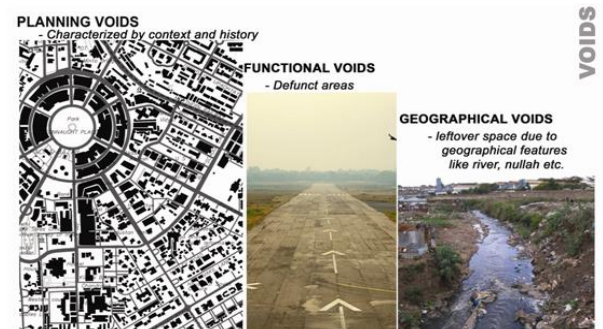 VOIDS
PLANNING VOIDS
- Characterized by context and history
FUNCTIONAL VOIDS
- Defunct areas
GEOGRAPHICAL VOIDS
- leftover space due to
geographical features
like river, nullah etc.
Park